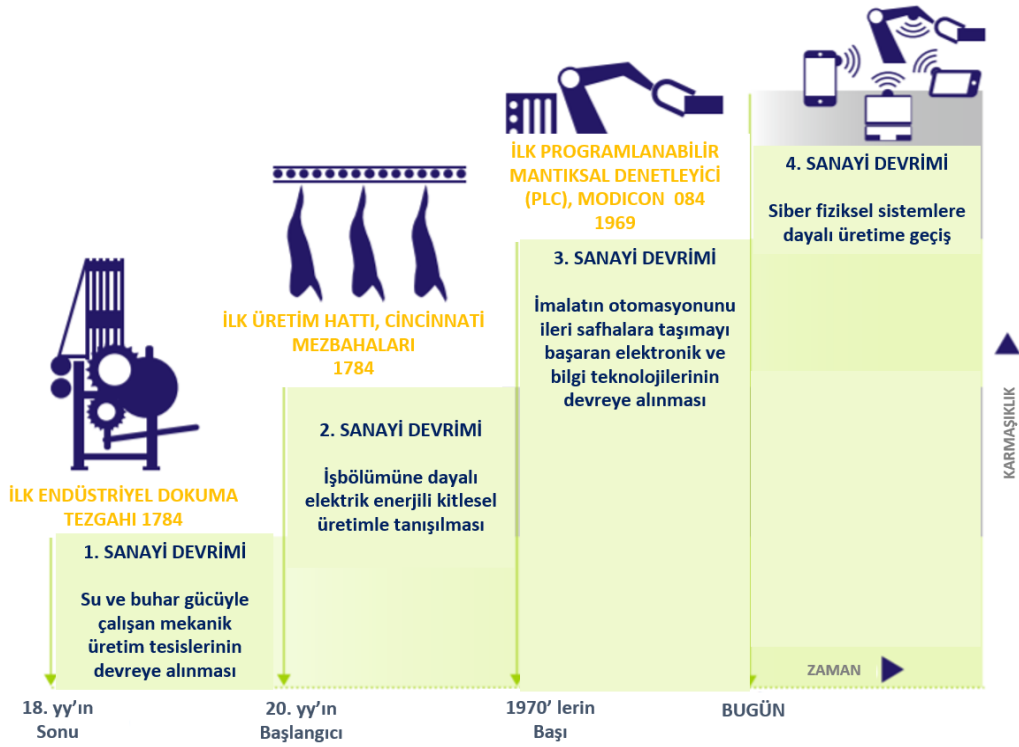 İLK ENDÜSTRİYEL DOKUMA
TEZGAHI 1784
1. SANAYİ DEVRİMİ
Su ve buhar gücüyle
çalışan mekanik
üretim tesislerinin
devreye alınması
18. yy’ın
Sonu
İLK ÜRETİM HATTI, CİNCİNNATİ
MEZBAHALARI
1784
2. SANAYİ DEVRİMİ
İşbölümüne dayalı
elektrik enerjili kitlesel
üretimle tanışılması
20. yy’ın
Başlangıcı
İLK PROGRAMLANABİLİR
MANTIKSAL DENETLEYİCİ
(PLC), MODICON 084
1969
3. SANAYİ DEVRİMİ
İmalatın otomasyonunu
ileri safhalara taşımayı
başaran elektronik ve
bilgi teknolojilerinin
devreye alınması
1970’ lerin
Başı
4. SANAYİ DEVRİMİ
Siber fiziksel sistemlere
dayalı üretime geçiş
BUGÜN
ZAMAN
KARMAŞIKLIK